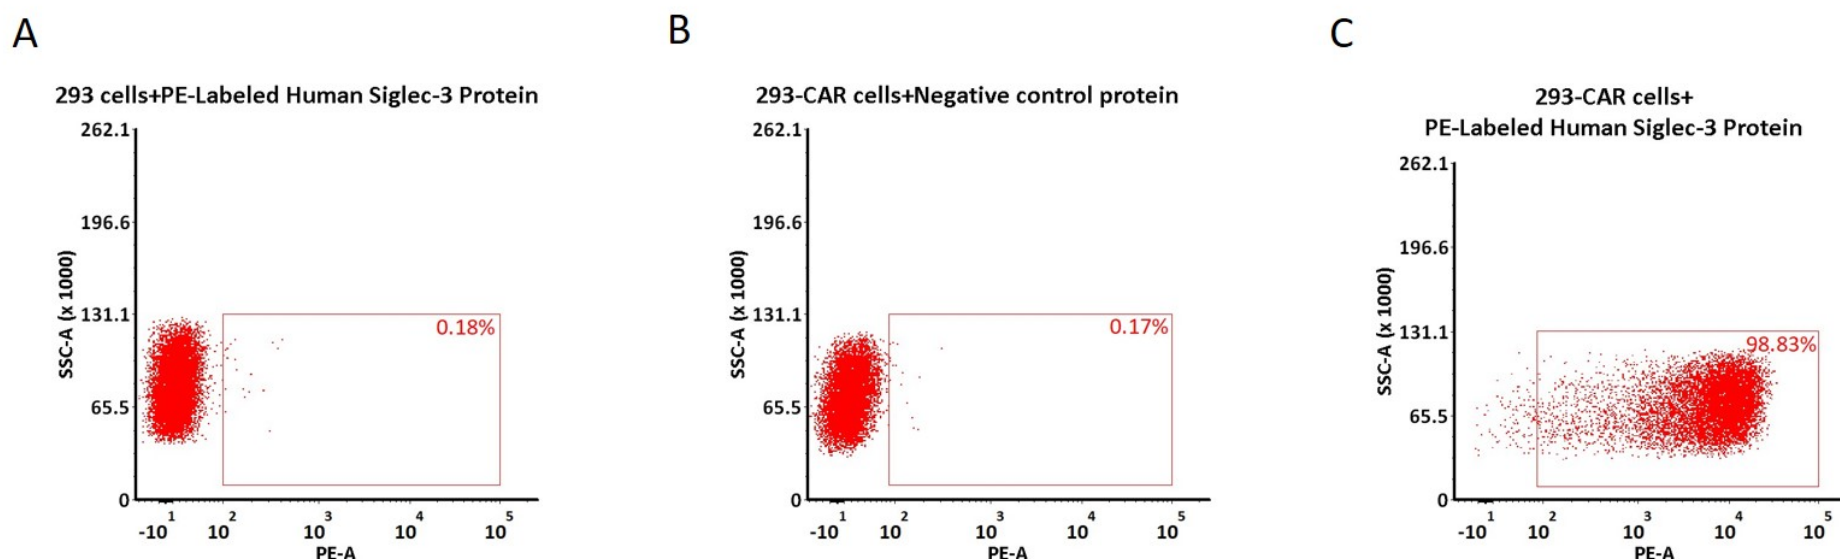 A
293 cells+PE-Labeled Human Siglec-3 Protein
262.1
196.6
131.1
65.5
0
SSC-A (x 1000)
0.18%
-10 1
10 2
10 3
10 4
10 5
PE-A
B
293-CAR cells+Negative control protein
262.1
196.6
131.1
65.5
0
SSC-A (x 1000)
0.17%
-10 1
10 2
10 3
10 4
10 5
PE-A
C
293-CAR cells+
PE-Labeled Human Siglec-3 Protein
262.1
196.6
131.1
65.5
0
SSC-A (x 1000)
98.83%
-10 1
10 2
10 3
10 4
10 5
PE-A